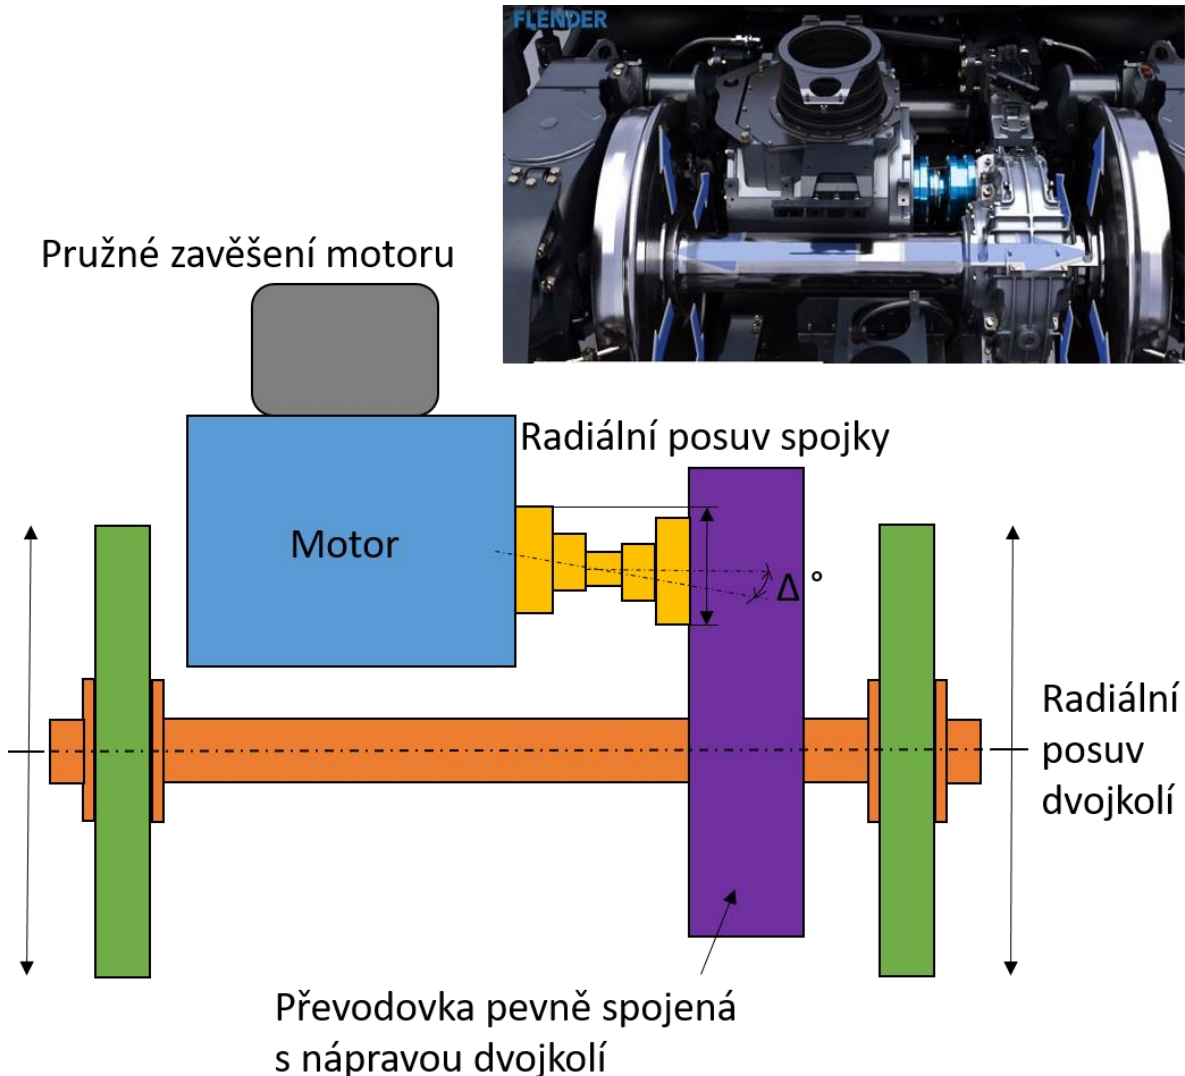 FLENDER
Pružné zavěšení motoru
Radiální posuv spojky
Motor
Δ °
Radiální
posuv
dvojkolí
Převodovka pevně spojená
s nápravou dvojkolí